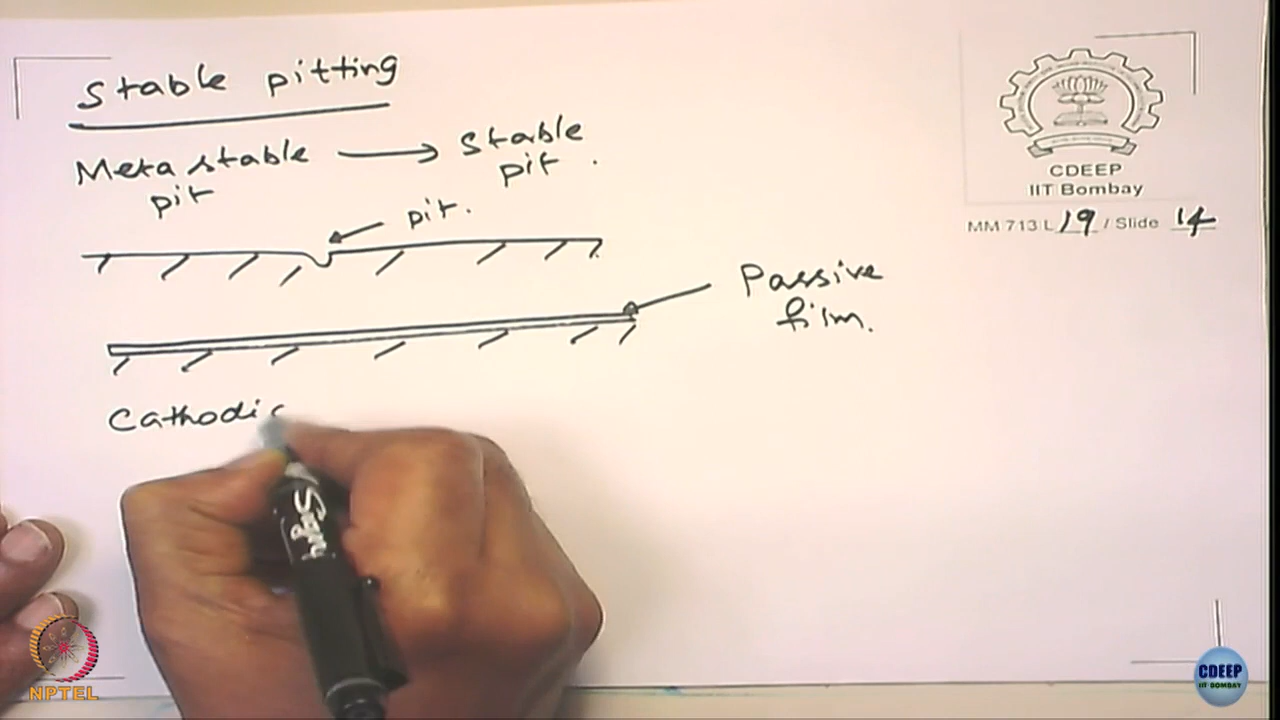 Stable pitting
Metastable → Stable
pit pit.
pit.
Passive
film.
Cathodic
CDEEP
IIT Bombay
MM 713 L 19 / Slide 14
NPTEL
CDEEP
IIT BOMBAY